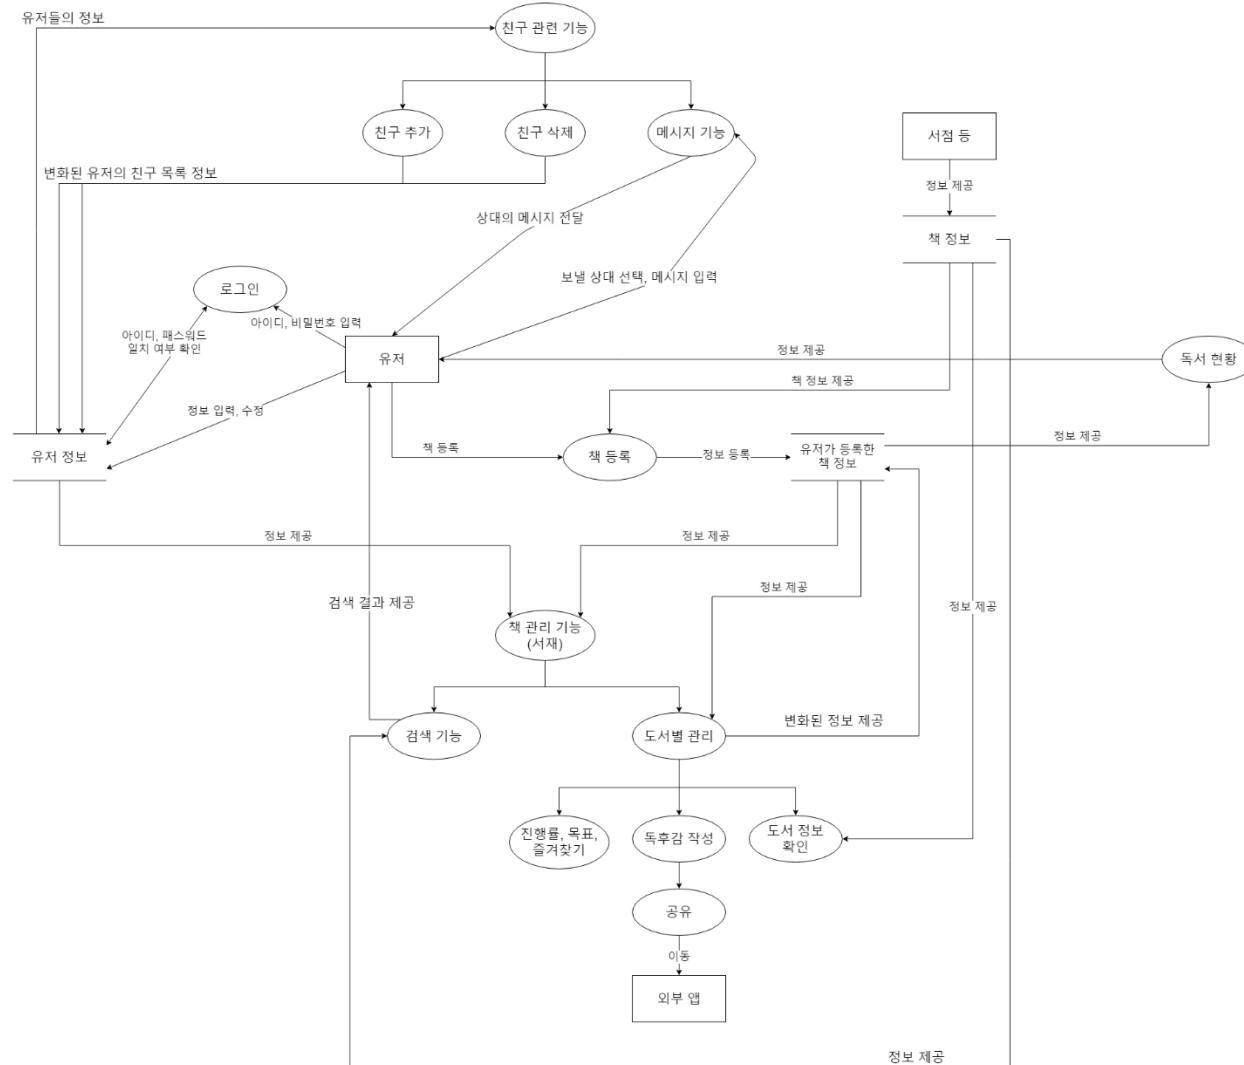 유저들의 정보
친구 관련 기능
친구 추가
친구 삭제
메시지 기능
서점 등
변화된 유저의 친구 목록 정보
정보 제공
상대의 메시지 전달
책 정보
보낼 상대 선택, 메시지 입력
로그인
아이디, 비밀번호 입력
아이디, 패스워드
일치 여부 확인
유저
정보 제공
독서 현황
책 정보 제공
정보 입력, 수정
유저 정보
책 등록
책 등록
정보 등록
유저가 등록한
책 정보
정보 제공
정보 제공
정보 제공
정보 제공
검색 결과 제공
정보 제공
책 관리 기능
(서재)
검색 기능
도서별 관리
변화된 정보 제공
진행률, 목표,
즐겨찾기
독후감 작성
도서 정보
확인
공유
이동
외부 앱
정보 제공